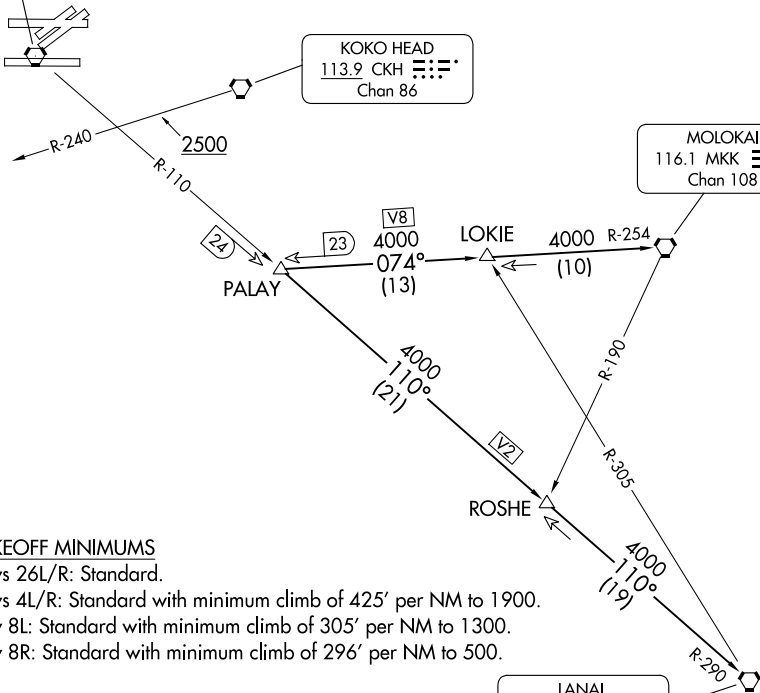 KOKO HEAD
113.9 CKH
Chan 86
R-240
2500
R-110
MOLOKAI
116.1 MKK
Chan 108
V8
24
23
4000
074°
(13)
LOKIE
4000
(10)
R-254
PALAY
4000
110°
(21)
R-190
V2
R-305
ROSHE
4000
110°
(19)
KEOFF MINIMUMS
ys 26L/R: Standard.
ys 4L/R: Standard with minimum climb of 425' per NM to 1900.
y 8L: Standard with minimum climb of 305' per NM to 1300.
y 8R: Standard with minimum climb of 296' per NM to 500.
R-290
LANAI